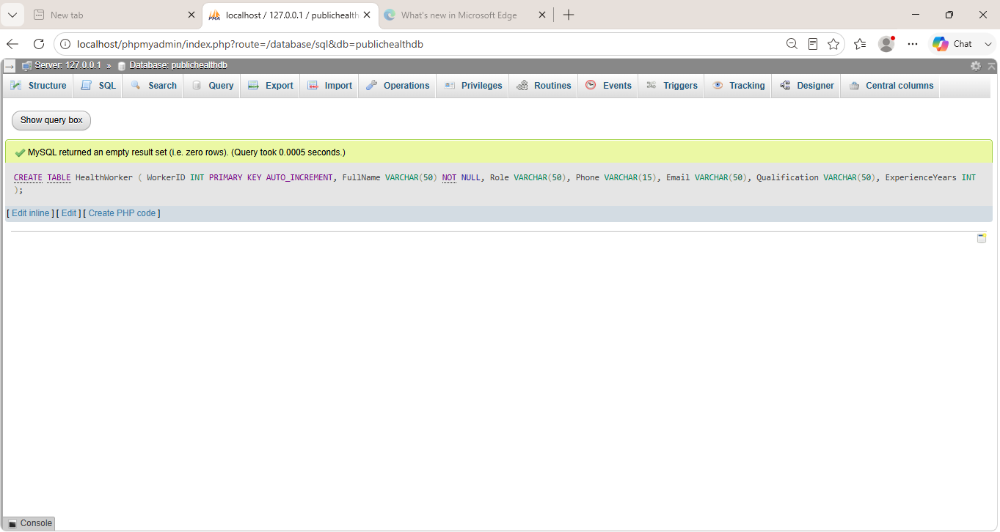 New tab
localhost / 127.0.0.1 / publichealth
What's new in Microsoft Edge
localhost/phpmyadmin/index.php?route=/database/sql&db=publichealthdb
Chat
Server: 127.0.0.1 » Database: publichealthdb
Structure SQL Search Query Export Import Operations Privileges Routines Events Triggers Tracking Designer Central columns
Show query box
MySQL returned an empty result set (i.e. zero rows). (Query took 0.0005 seconds.)
CREATE TABLE HealthWorker ( WorkerID INT PRIMARY KEY AUTO_INCREMENT, FullName VARCHAR(50) NOT NULL, Role VARCHAR(50), Phone VARCHAR(15), Email VARCHAR(50), Qualification VARCHAR(50), ExperienceYears INT
);
[ Edit inline ] [ Edit ] [ Create PHP code ]
Console